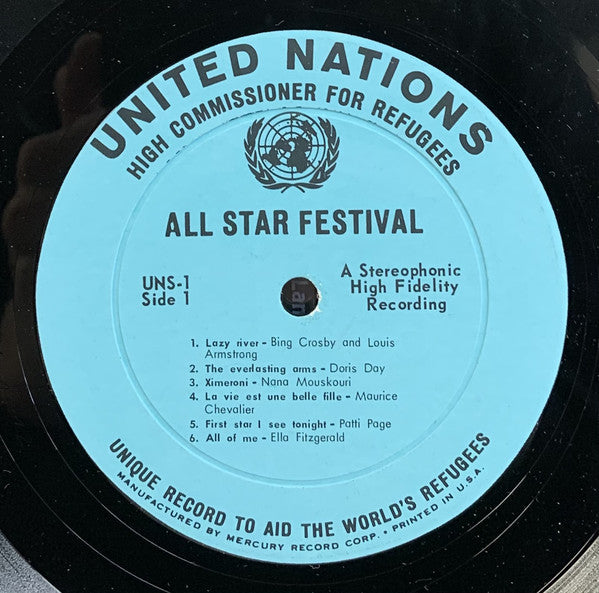 UNITED NATIONS
HIGH COMMISSIONER FOR REFUGEES
ALL STAR FESTIVAL
UNS-1
Side 1
A Stereophonic
High Fidelity
Recording
1. Lazy river - Bing Crosby and Louis
Armstrong
2. The everlasting arms - Doris Day
3. Ximeroni - Nana Mouskouri
4. La vie est une belle fille - Maurice
Chevalier
5. First star I see tonight - Patti Page
6. All of me - Ella Fitzgerald
UNIQUE RECORD TO AID THE WORLD'S REFUGEES
MANUFACTURED BY MERCURY RECORD CORP. • PRINTED IN U.S.A.